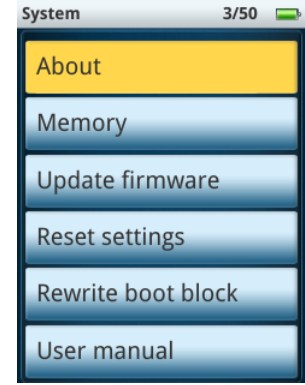 System 3/50
About
Memory
Update firmware
Reset settings
Rewrite boot block
User manual